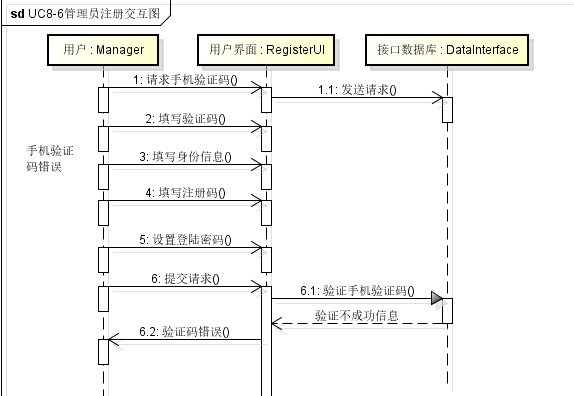 sd UC8-6管理员注册交互图
用户 : Manager
用户界面 : RegisterUI
接口数据库 : DataInterface
1: 请求手机验证码()
1.1: 发送请求()
2: 填写验证码()
手机验证
码错误
3: 填写身份信息()
4: 填写注册码()
5: 设置登陆密码()
6: 提交请求()
6.1: 验证手机验证码()
验证不成功信息
6.2: 验证码错误()